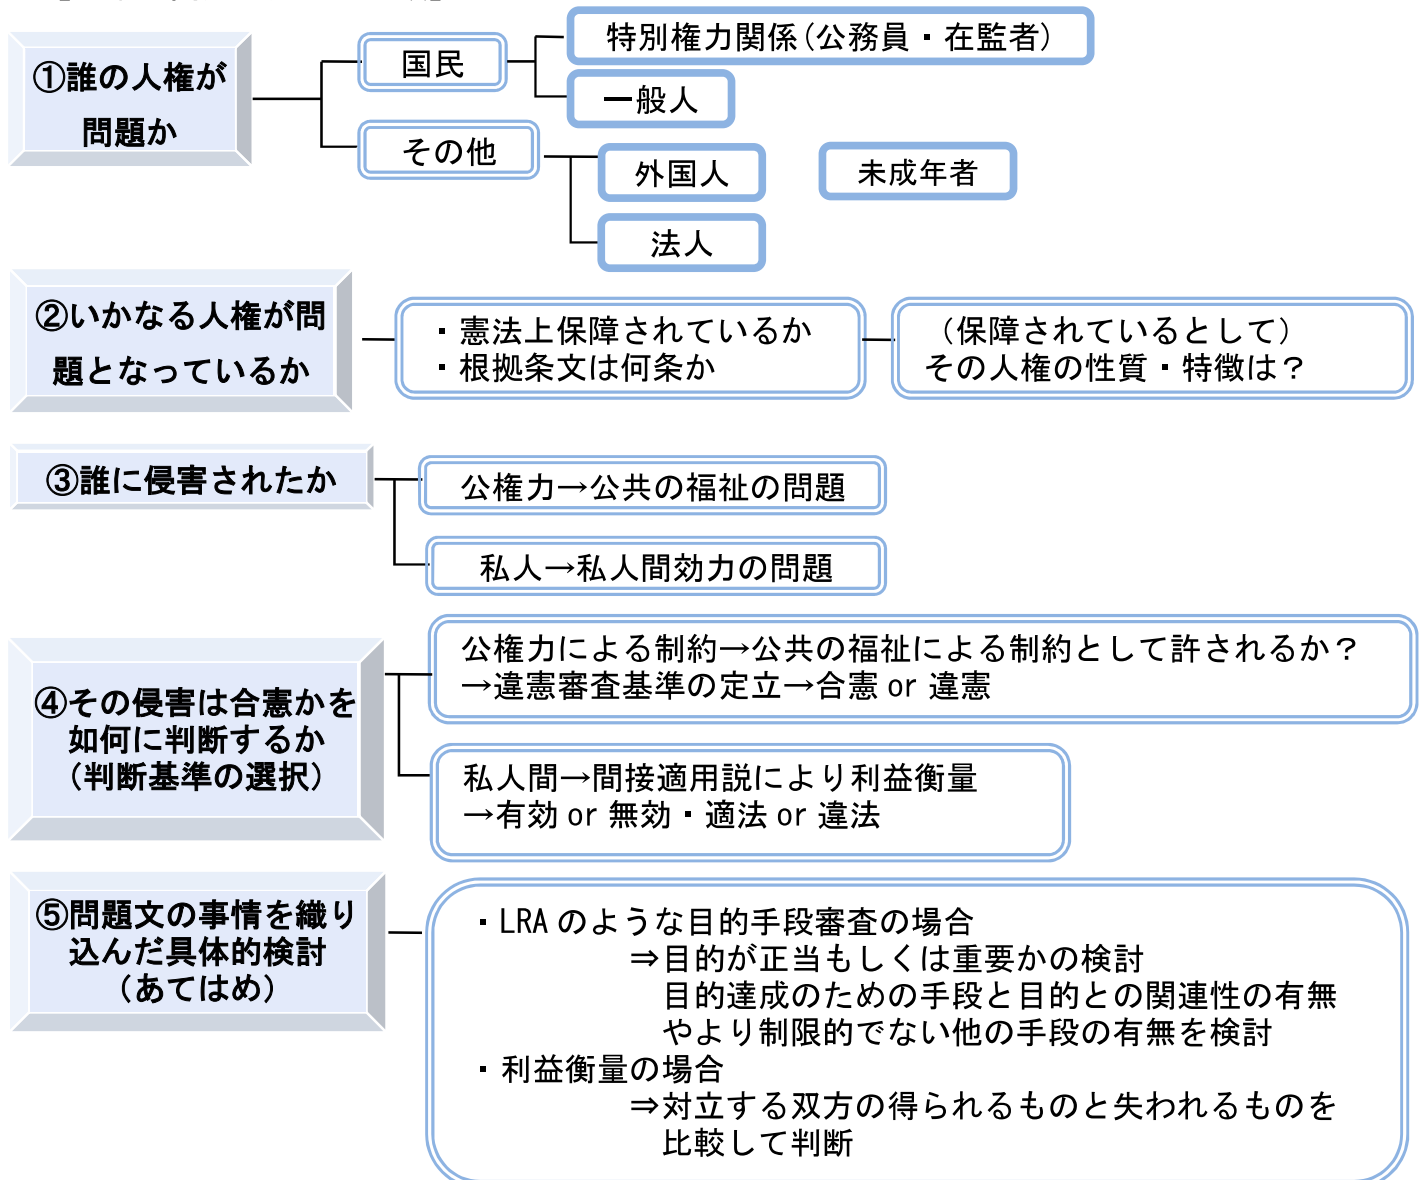 ①誰の人権が
問題か
国民
特別権力関係(公務員・在監者)
一般人
その他
外国人
未成年者
法人
②いかなる人権が問
題となっているか
・憲法上保障されているか
・根拠条文は何条か
(保障されているとして)
その人権の性質・特徴は?
③誰に侵害されたか
公権力→公共の福祉の問題
私人→私人間効力の問題
④その侵害は合憲かを
如何に判断するか
(判断基準の選択)
公権力による制約→公共の福祉による制約として許されるか?
→違憲審査基準の定立→合憲 or 違憲
私人間→間接適用説により利益衡量
→有効 or 無効・適法 or 違法
⑤問題文の事情を織り
込んだ具体的検討
(あてはめ)
・LRA のような目的手段審査の場合
⇒目的が正当もしくは重要かの検討
目的達成のための手段と目的との関連性の有無
やより制限的でない他の手段の有無を検討
・利益衡量の場合
⇒対立する双方の得られるものと失われるものを
比較して判断